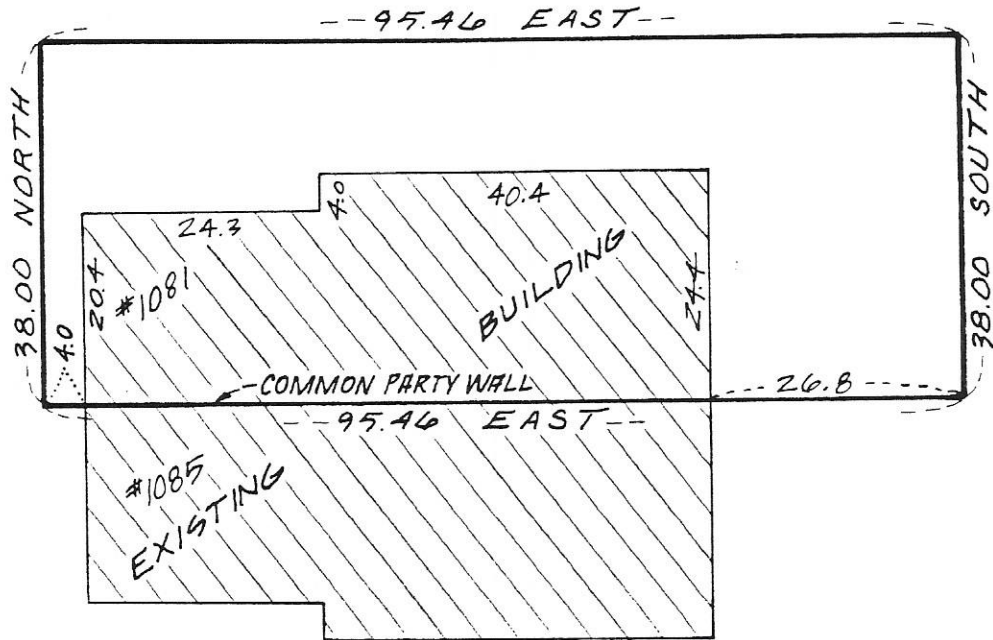 95.46 EAST
38.00 NORTH
38.00 SOUTH
4.0
40.4
24.3
20.4
#1081
BUILDING
24.4
4.0
COMMON PARTY WALL
26.8
95.46 EAST
#1085
EXISTING